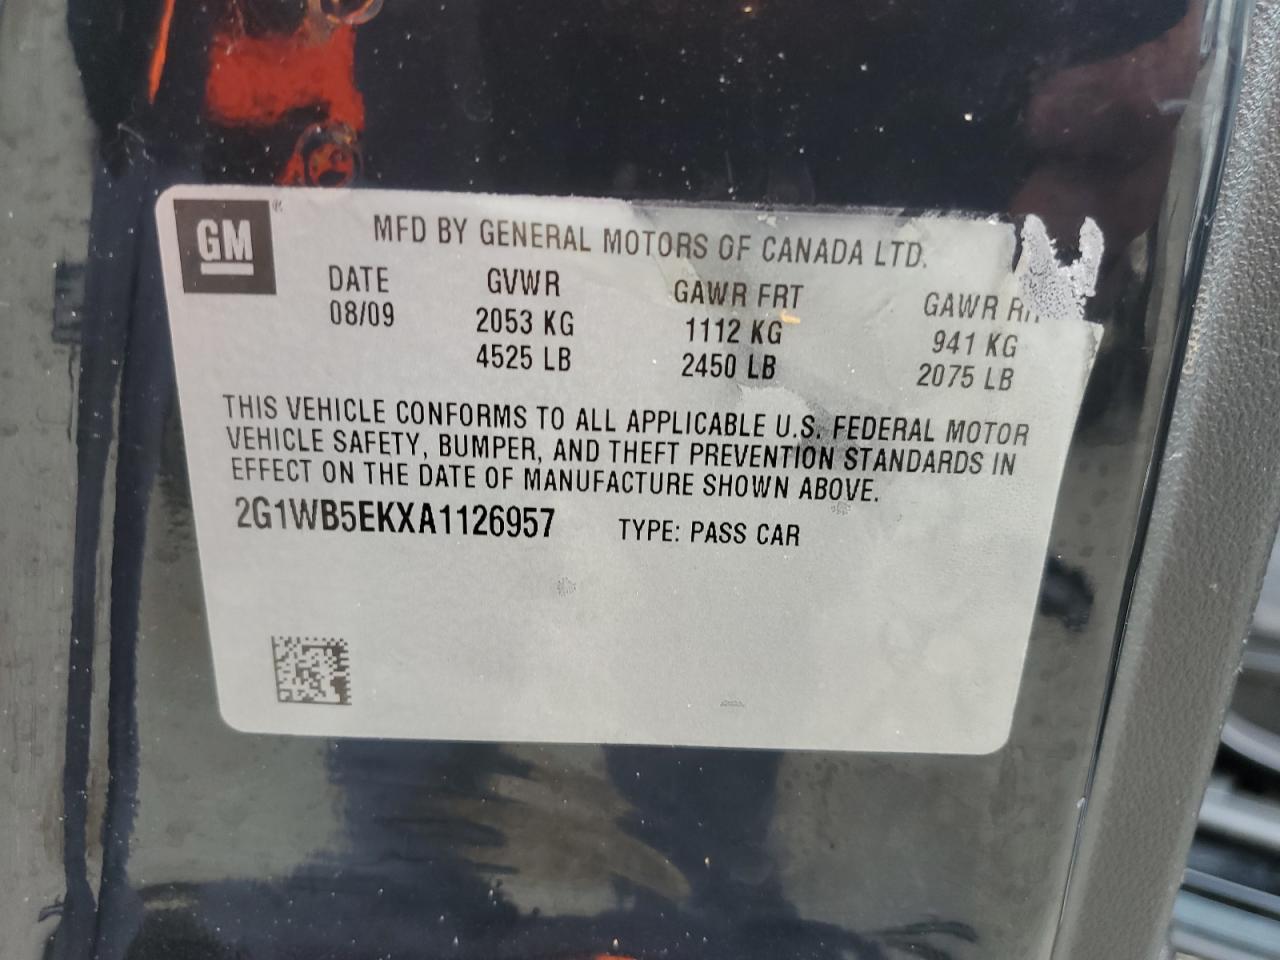 GM
MFD BY GENERAL MOTORS OF CANADA LTD.
DATE GVWR GAWR FRT GAWR RR
08/09 2053 KG 1112 KG 941 KG
4525 LB 2450 LB 2075 LB
THIS VEHICLE CONFORMS TO ALL APPLICABLE U.S. FEDERAL MOTOR
VEHICLE SAFETY, BUMPER, AND THEFT PREVENTION STANDARDS IN
EFFECT ON THE DATE OF MANUFACTURE SHOWN ABOVE.
2G1WB5EKXA1126957 TYPE: PASS CAR